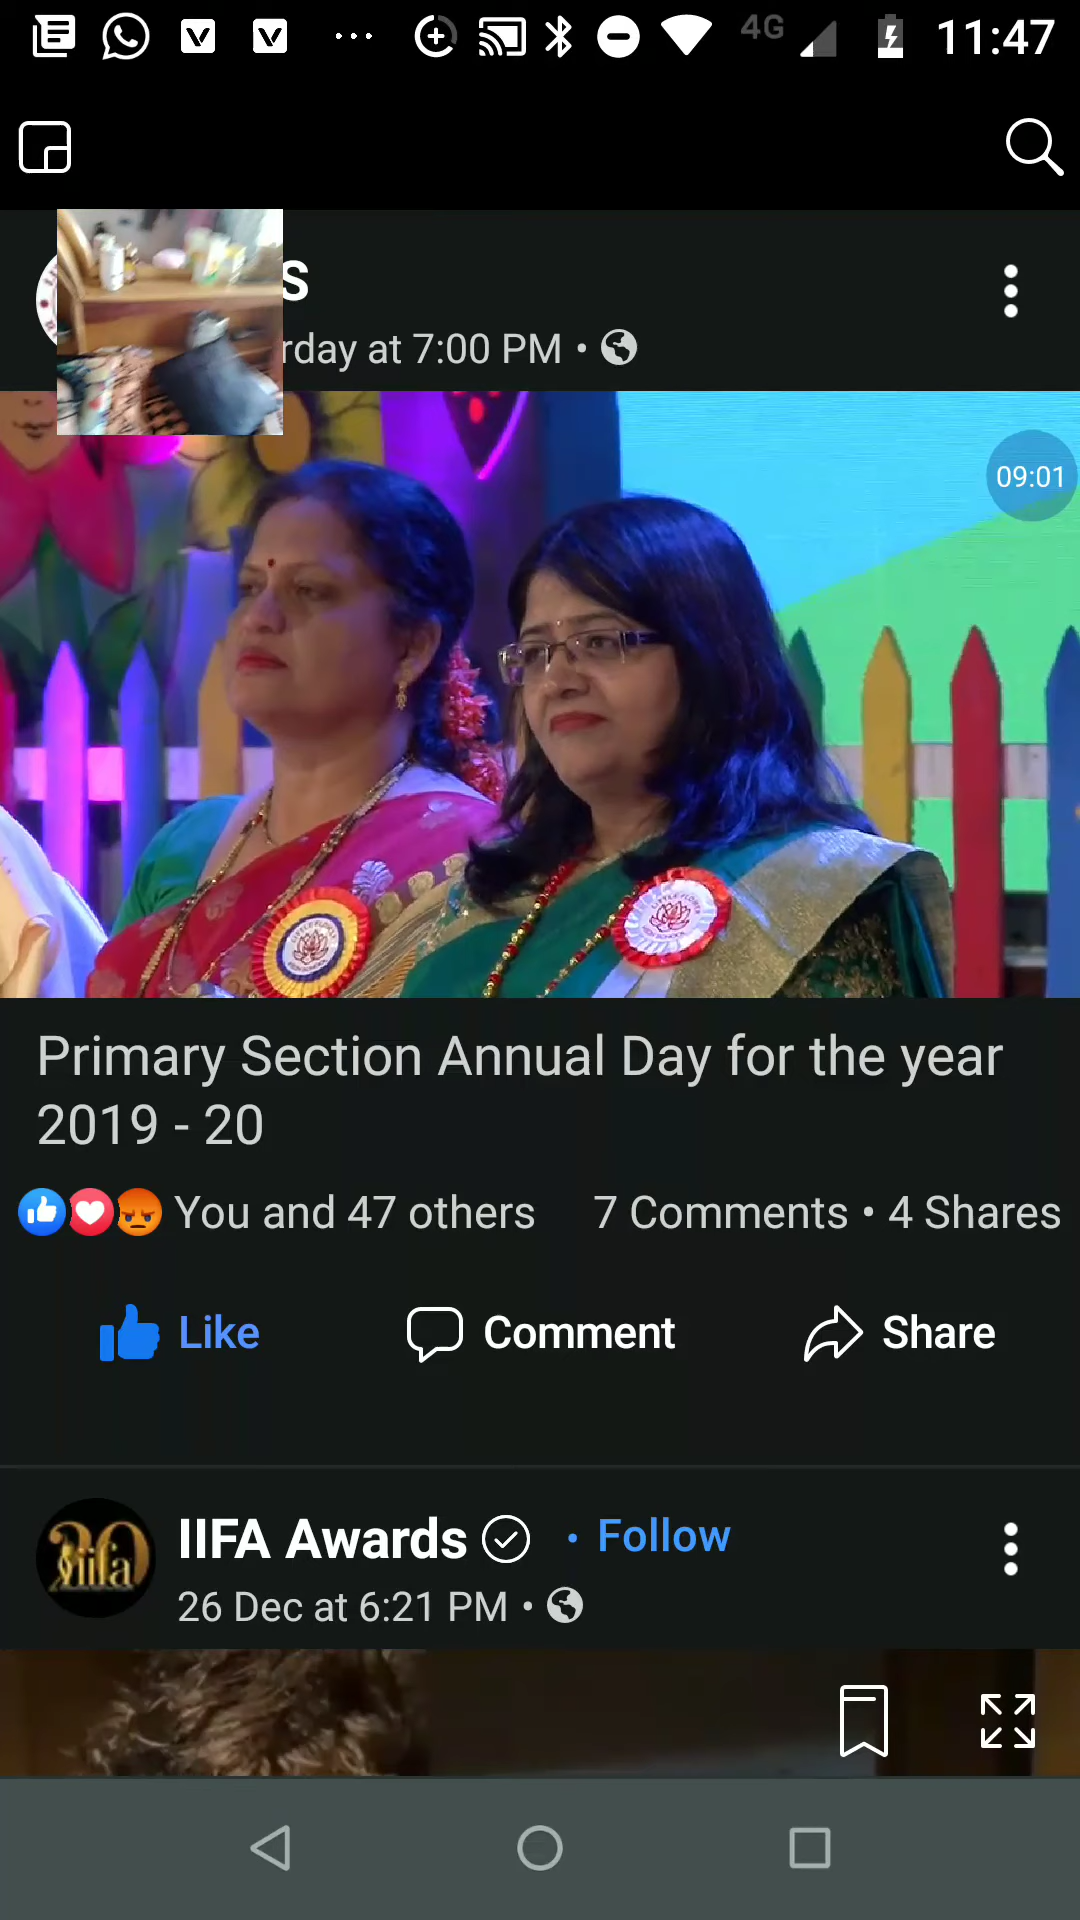 4G 11:47
S
rday at 7:00 PM •
09:01
Primary Section Annual Day for the year
2019 - 20
You and 47 others 7 Comments • 4 Shares
Like Comment Share
IIFA Awards • Follow
26 Dec at 6:21 PM •
20
iifa